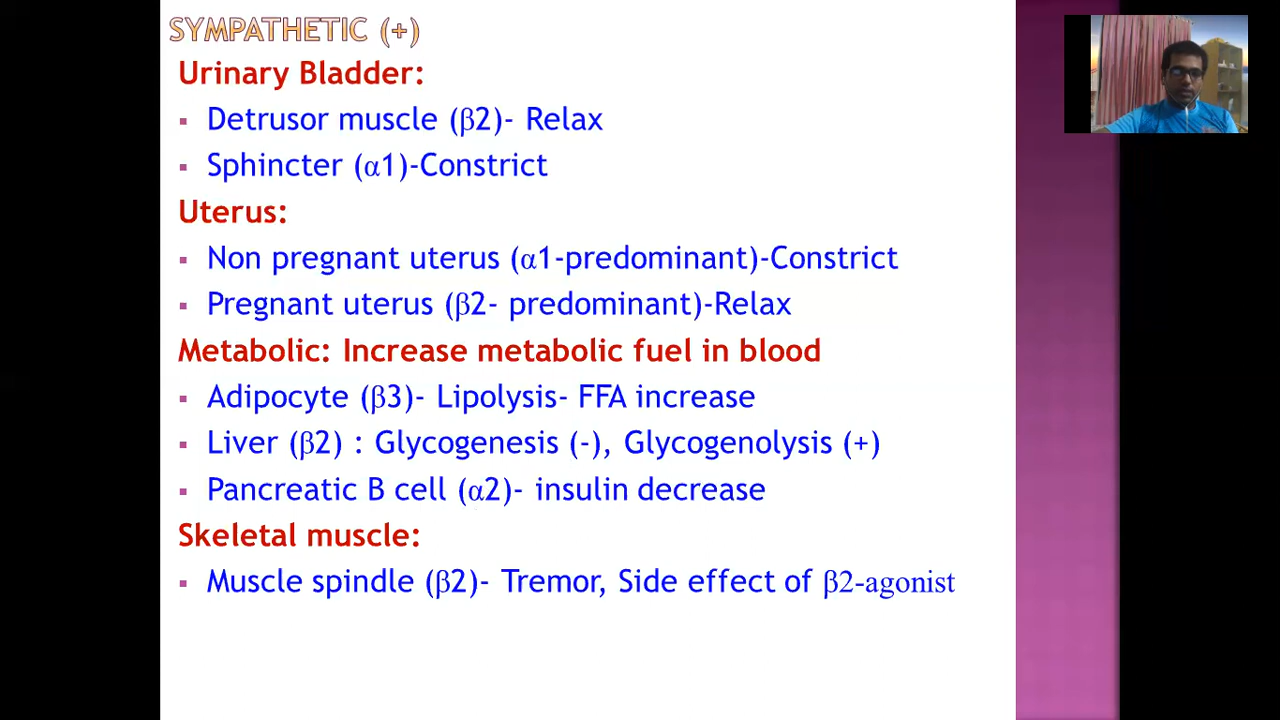 SYMPATHETIC (+)
Urinary Bladder:
▪ Detrusor muscle (β2)- Relax
▪ Sphincter (α1)-Constrict
Uterus:
▪ Non pregnant uterus (α1-predominant)-Constrict
▪ Pregnant uterus (β2- predominant)-Relax
Metabolic: Increase metabolic fuel in blood
▪ Adipocyte (β3)- Lipolysis- FFA increase
▪ Liver (β2) : Glycogenesis (-), Glycogenolysis (+)
▪ Pancreatic B cell (α2)- insulin decrease
Skeletal muscle:
▪ Muscle spindle (β2)- Tremor, Side effect of β2-agonist